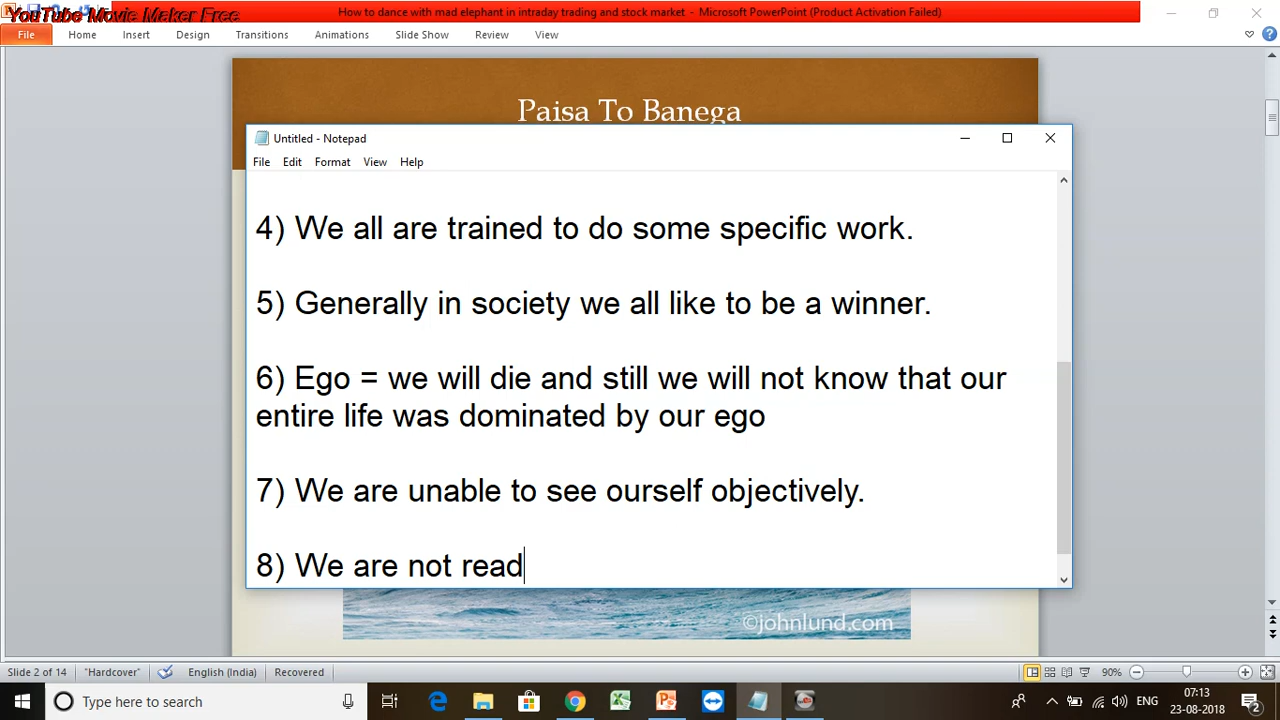 YouTube Movie Maker Free
How to dance with mad elephant in intraday trading and stock market - Microsoft PowerPoint (Product Activation Failed)
File Home Insert Design Transitions Animations Slide Show Review View
Paisa To Banega
Untitled - Notepad
File Edit Format View Help
4) We all are trained to do some specific work.
5) Generally in society we all like to be a winner.
6) Ego = we will die and still we will not know that our
entire life was dominated by our ego
7) We are unable to see ourself objectively.
8) We are not read
©johnlund.com
Slide 2 of 14 "Hardcover" English (India) Recovered 90%
Type here to search
ENG
07:13
23-08-2018
2